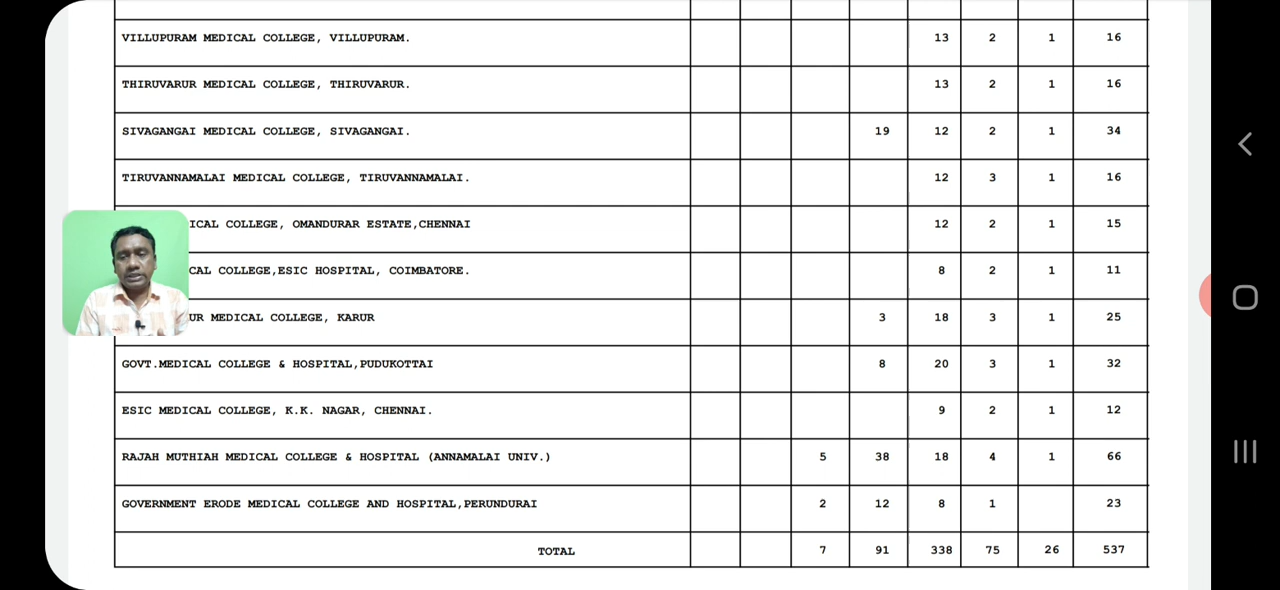 VILLUPURAM MEDICAL COLLEGE, VILLUPURAM. 13 2 1 16
THIRUVARUR MEDICAL COLLEGE, THIRUVARUR. 13 2 1 16
SIVAGANGAI MEDICAL COLLEGE, SIVAGANGAI. 19 12 2 1 34
TIRUVANNAMALAI MEDICAL COLLEGE, TIRUVANNAMALAI. 12 3 1 16
ICAL COLLEGE, OMANDURAR ESTATE,CHENNAI 12 2 1 15
CAL COLLEGE,ESIC HOSPITAL, COIMBATORE. 8 2 1 11
UR MEDICAL COLLEGE, KARUR 3 18 3 1 25
GOVT.MEDICAL COLLEGE & HOSPITAL,PUDUKOTTAI 8 20 3 1 32
ESIC MEDICAL COLLEGE, K.K. NAGAR, CHENNAI. 9 2 1 12
RAJAH MUTHIAH MEDICAL COLLEGE & HOSPITAL (ANNAMALAI UNIV.) 5 38 18 4 1 66
GOVERNMENT ERODE MEDICAL COLLEGE AND HOSPITAL,PERUNDURAI 2 12 8 1 23
TOTAL 7 91 338 75 26 537